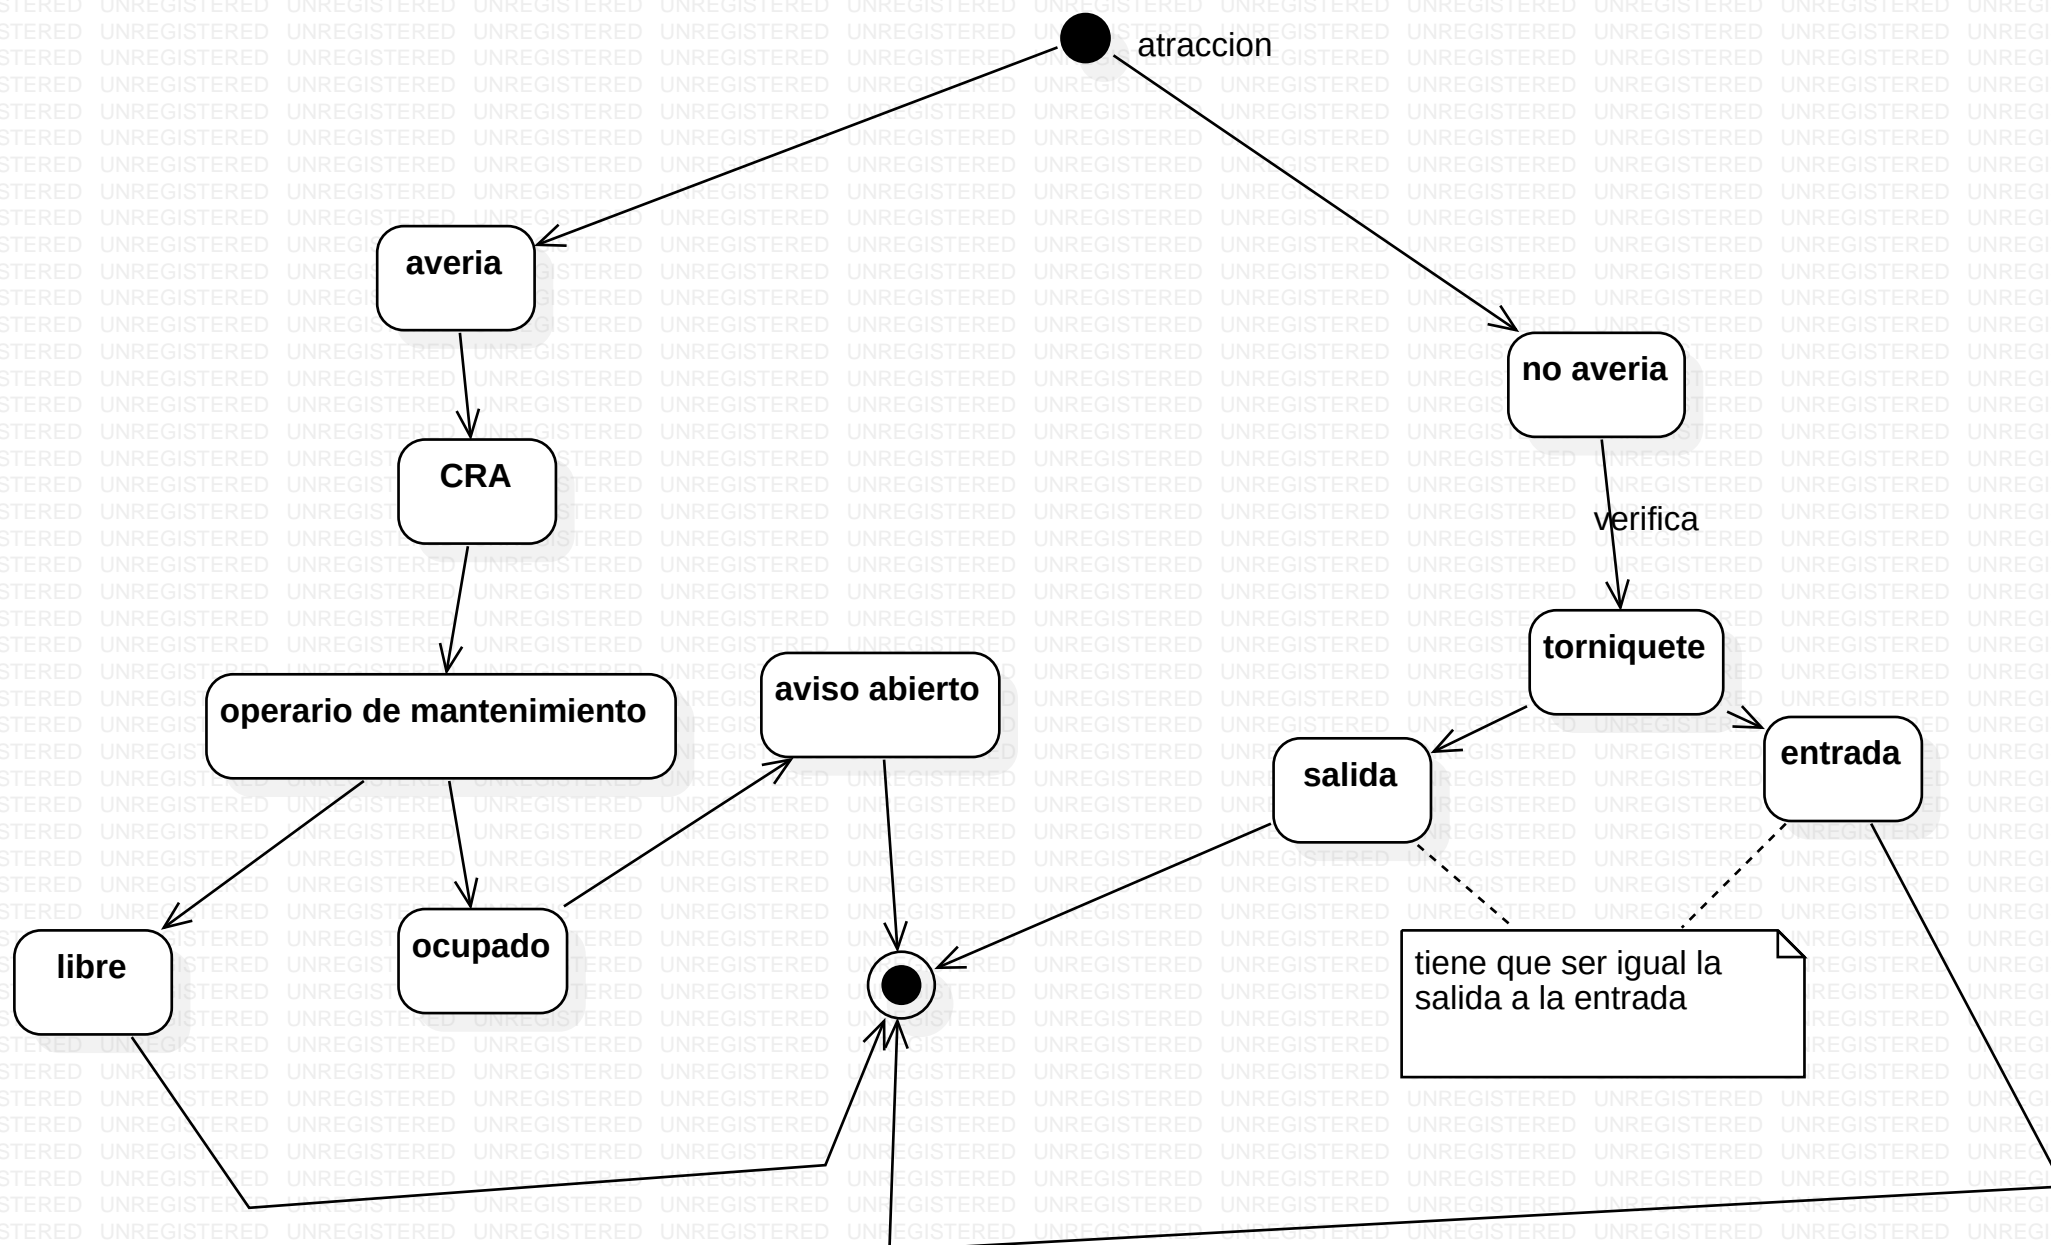 atraccion
averia
no averia
CRA
verifica
torniquete
aviso abierto
operario de mantenimiento
entrada
salida
ocupado
libre
tiene que ser igual la
salida a la entrada
UNREGISTERED